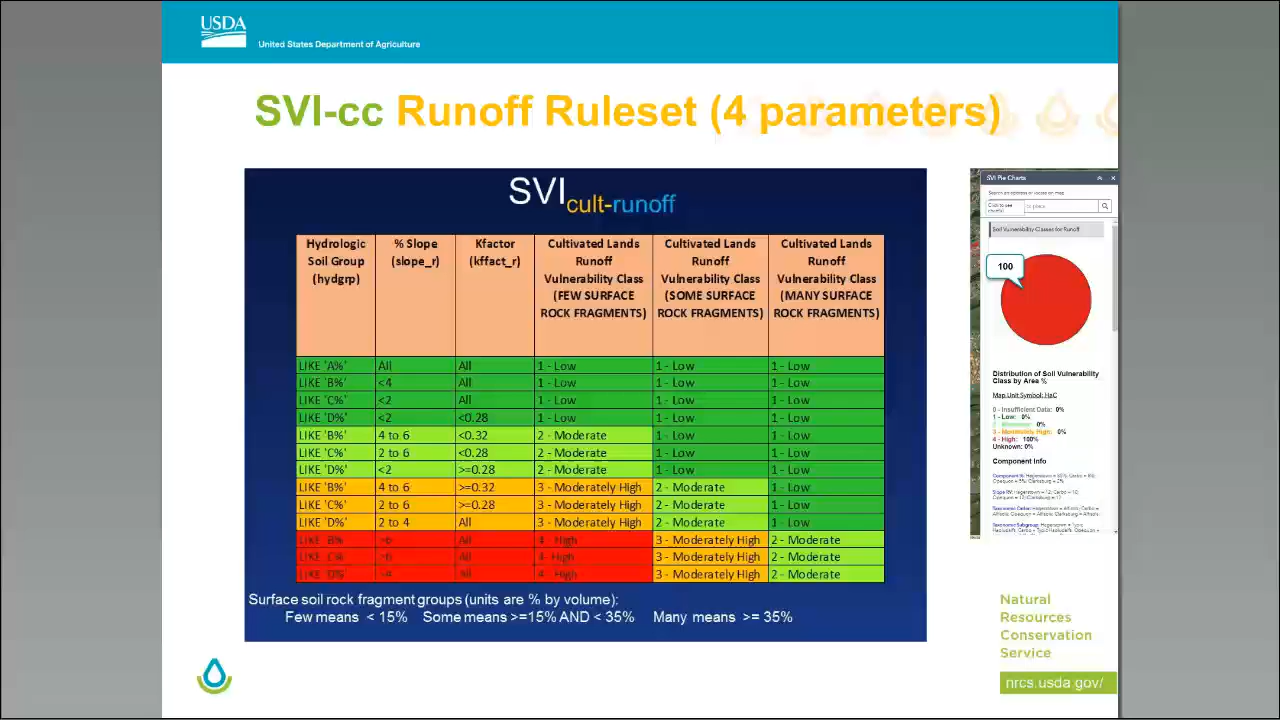 USDA
United States Department of Agriculture
SVI-cc Runoff Ruleset (4 parameters)
SVIcult-runoff
Hydrologic Soil Group (hydgrp) % Slope (slope_r) Kfactor (kffact_r) Cultivated Lands Runoff Vulnerability Class (FEW SURFACE ROCK FRAGMENTS) Cultivated Lands Runoff Vulnerability Class (SOME SURFACE ROCK FRAGMENTS) Cultivated Lands Runoff Vulnerability Class (MANY SURFACE ROCK FRAGMENTS)
LIKE 'A%' All All 1 - Low 1 - Low 1 - Low
LIKE 'B%' <4 All 1 - Low 1 - Low 1 - Low
LIKE 'C%' <2 All 1 - Low 1 - Low 1 - Low
LIKE 'D%' <2 <0.28 1 - Low 1 - Low 1 - Low
LIKE 'B%' 4 to 6 <0.32 2 - Moderate 1 - Low 1 - Low
LIKE 'C%' 2 to 6 <0.28 2 - Moderate 1 - Low 1 - Low
LIKE 'D%' <2 >=0.28 2 - Moderate 1 - Low 1 - Low
LIKE 'B%' 4 to 6 >=0.32 3 - Moderately High 2 - Moderate 1 - Low
LIKE 'C%' 2 to 6 >=0.28 3 - Moderately High 2 - Moderate 1 - Low
LIKE 'D%' 2 to 4 All 3 - Moderately High 2 - Moderate 1 - Low
LIKE 'B%' >6 All 4 - High 3 - Moderately High 2 - Moderate
LIKE 'C%' >6 All 4 - High 3 - Moderately High 2 - Moderate
LIKE 'D%' >4 All 4 - High 3 - Moderately High 2 - Moderate
Surface soil rock fragment groups (units are % by volume):
Few means < 15% Some means >=15% AND < 35% Many means >= 35%
SVI Pie Charts
Search an address or locate on map
Soil Vulnerability Classes for Runoff
100
Distribution of Soil Vulnerability
Class by Area %
Map Unit Symbol: HaC
0 - Insufficient Data: 0%
1 - Low: 0%
0%
3 - Moderately High: 0%
4 - High: 100%
Unknown: 0%
Component Info
Natural
Resources
Conservation
Service
nrcs.usda.gov/